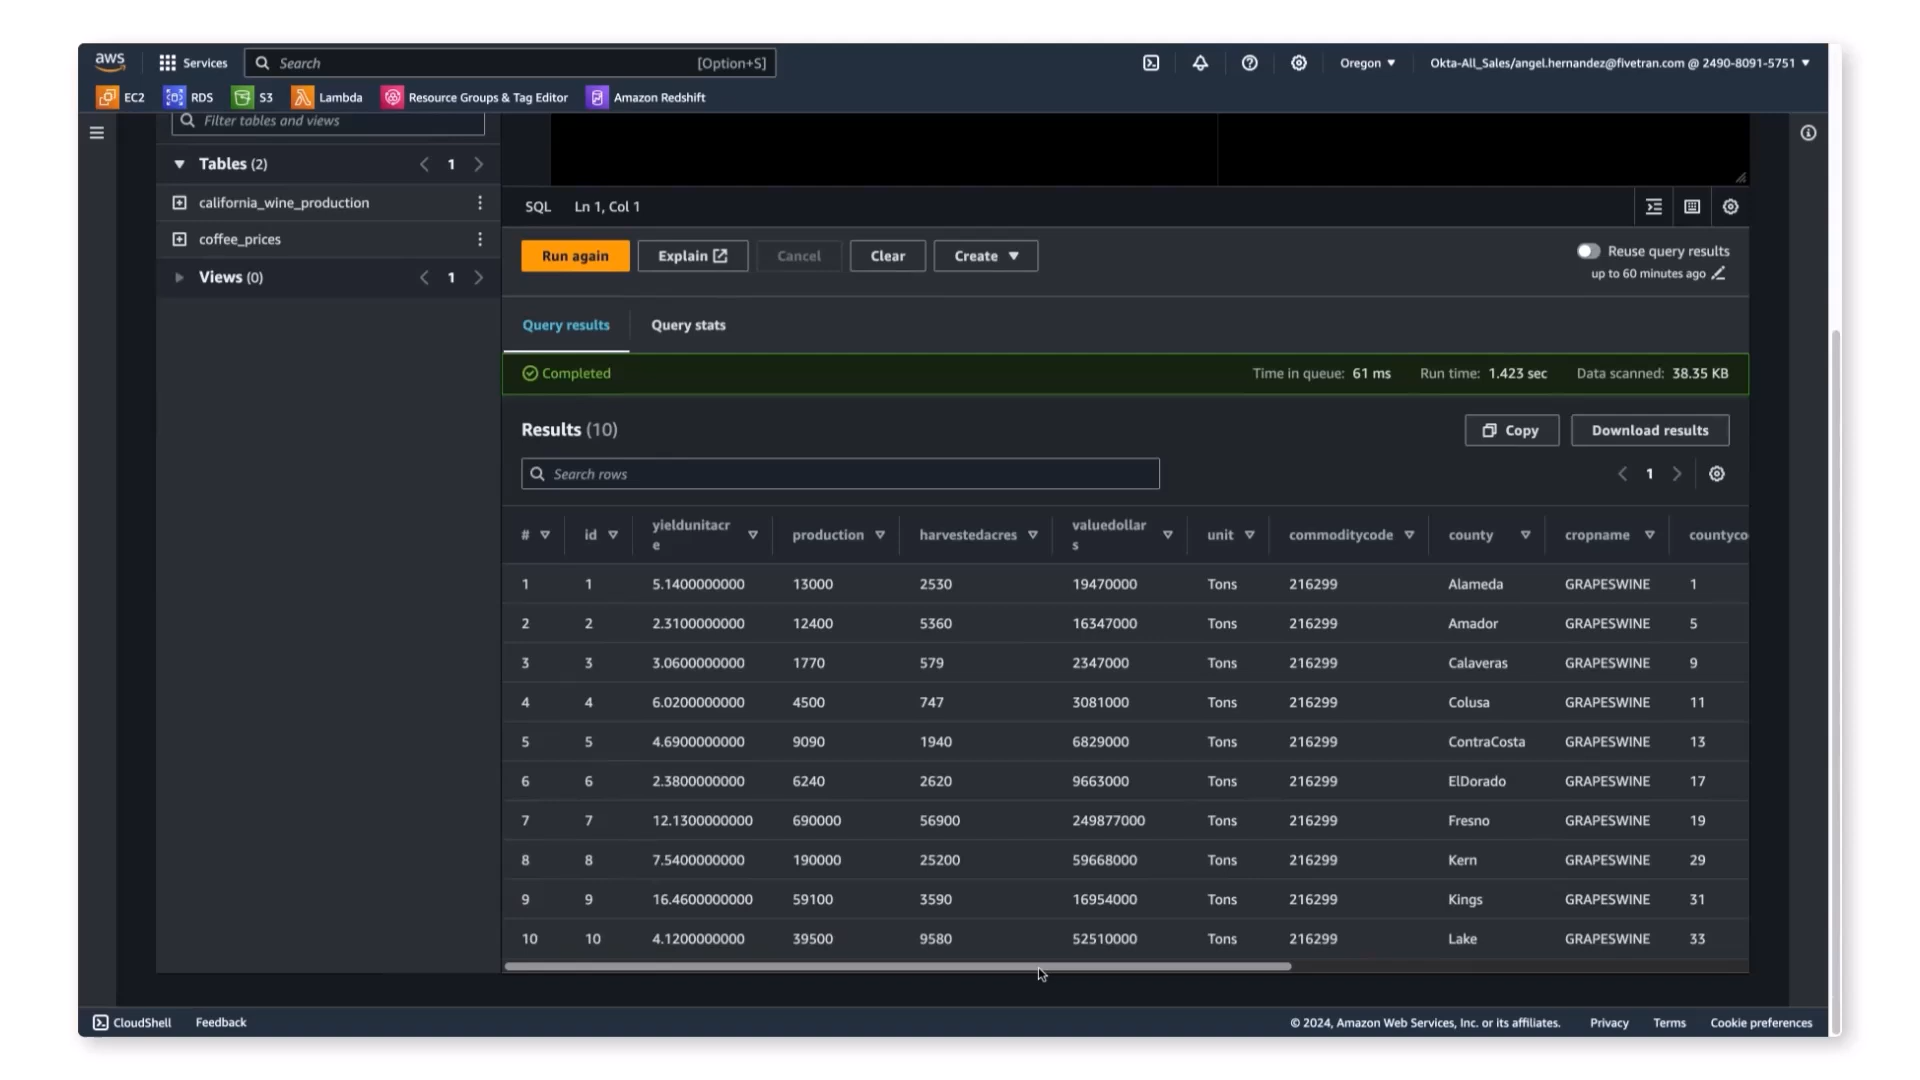 aws Services Search [Option+S] Oregon ▼ Okta-All_Sales/angel.hernandez@fivetran.com @ 2490-8091-5751 ▼
EC2 RDS S3 Lambda Resource Groups & Tag Editor Amazon Redshift
Filter tables and views
Tables (2) 1
california_wine_production
coffee_prices
Views (0) 1
SQL Ln 1, Col 1
Run again Explain Cancel Clear Create ▼
Reuse query results
up to 60 minutes ago
Query results Query stats
Completed Time in queue: 61 ms Run time: 1.423 sec Data scanned: 38.35 KB
Results (10) Copy Download results
Search rows 1
# id yieldunitacre production harvestedacres valuedollars unit commoditycode county cropname countyco
1 1 5.1400000000 13000 2530 19470000 Tons 216299 Alameda GRAPESWINE 1
2 2 2.3100000000 12400 5360 16347000 Tons 216299 Amador GRAPESWINE 5
3 3 3.0600000000 1770 579 2347000 Tons 216299 Calaveras GRAPESWINE 9
4 4 6.0200000000 4500 747 3081000 Tons 216299 Colusa GRAPESWINE 11
5 5 4.6900000000 9090 1940 6829000 Tons 216299 ContraCosta GRAPESWINE 13
6 6 2.3800000000 6240 2620 9663000 Tons 216299 ElDorado GRAPESWINE 17
7 7 12.1300000000 690000 56900 249877000 Tons 216299 Fresno GRAPESWINE 19
8 8 7.5400000000 190000 25200 59668000 Tons 216299 Kern GRAPESWINE 29
9 9 16.4600000000 59100 3590 16954000 Tons 216299 Kings GRAPESWINE 31
10 10 4.1200000000 39500 9580 52510000 Tons 216299 Lake GRAPESWINE 33
CloudShell Feedback © 2024, Amazon Web Services, Inc. or its affiliates. Privacy Terms Cookie preferences